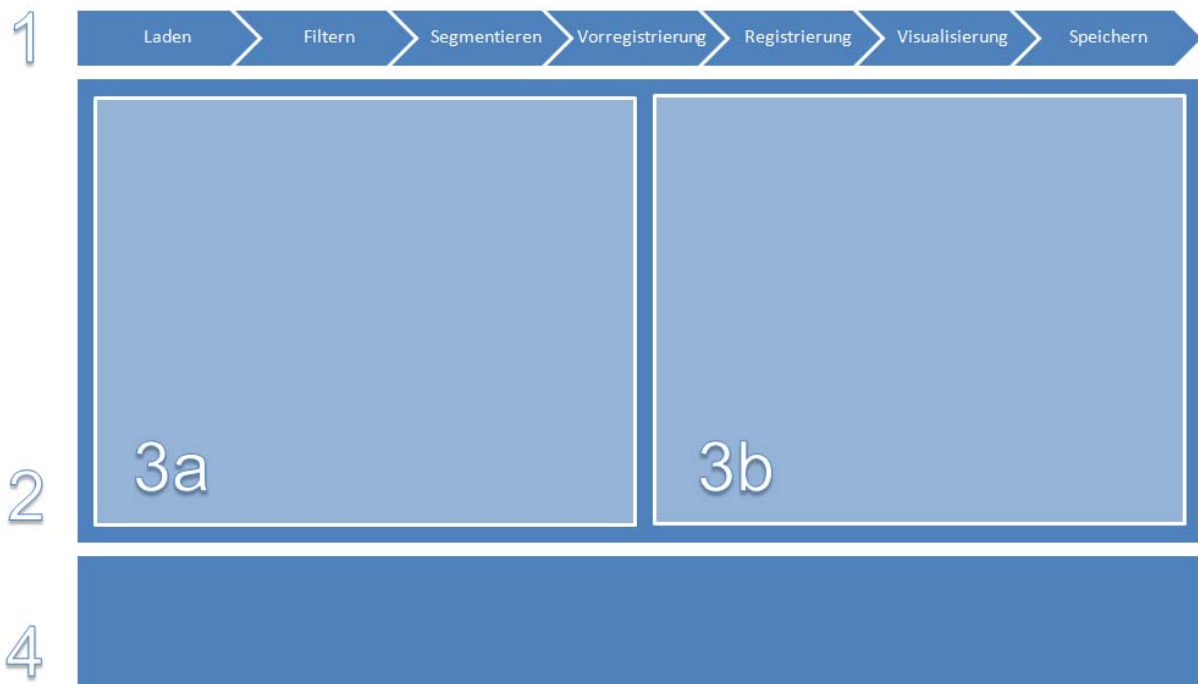 1
Laden Filtern Segmentieren Vorregistrierung Registrierung Visualisierung Speichern
3a 3b
2
4